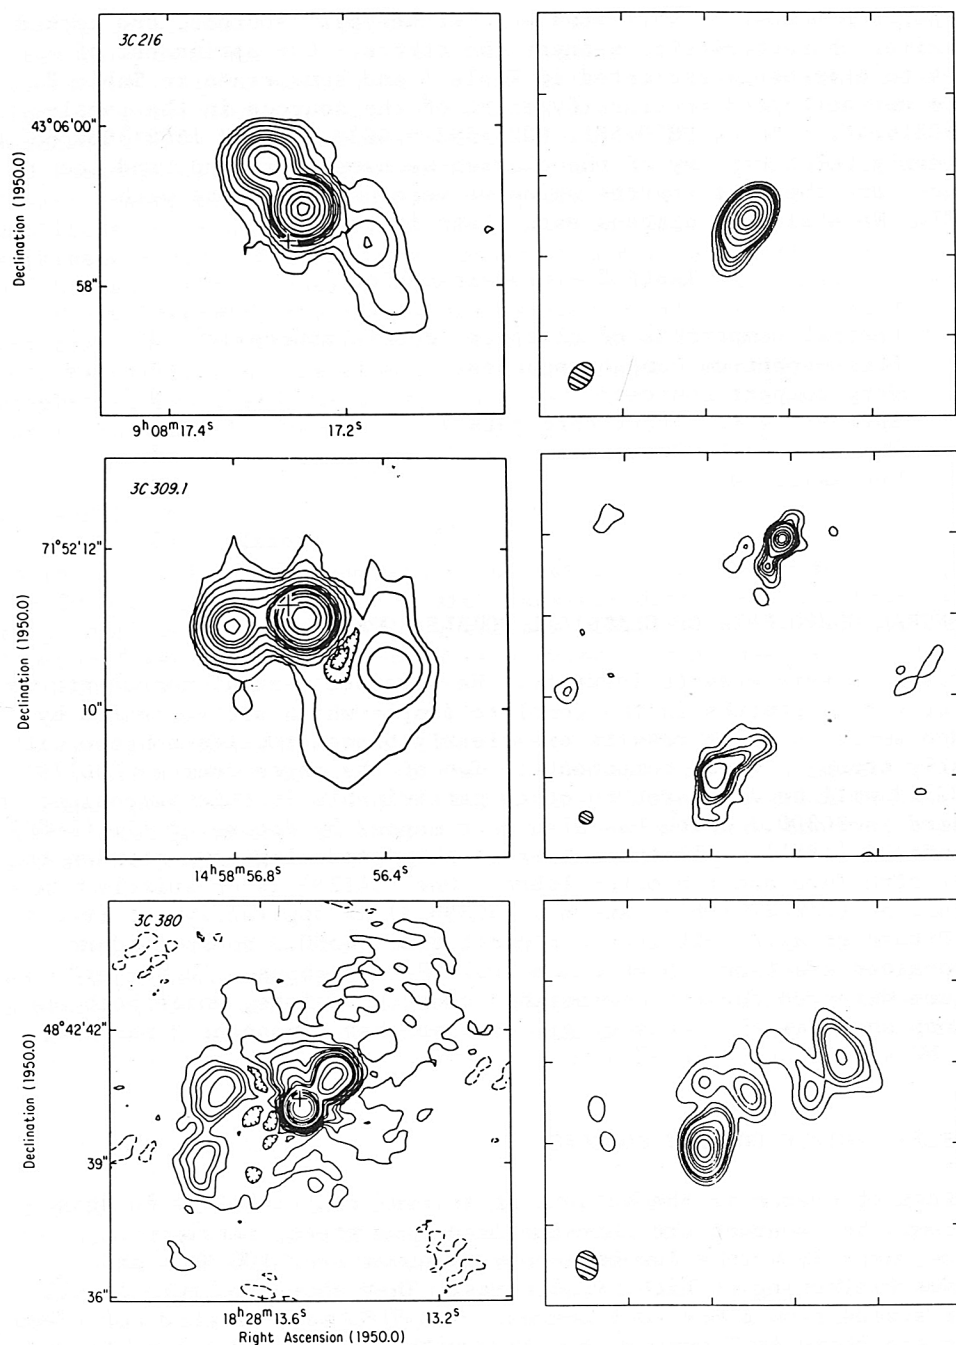 3C 216
43°06'00"
58"
Declination (1950.0)
9ʰ08ᵐ17.4ˢ
17.2ˢ
3C 309.1
71°52'12"
10"
Declination (1950.0)
14ʰ58ᵐ56.8ˢ
56.4ˢ
3C 380
48°42'42"
39"
36"
Declination (1950.0)
18ʰ28ᵐ13.6ˢ
13.2ˢ
Right Ascension (1950.0)